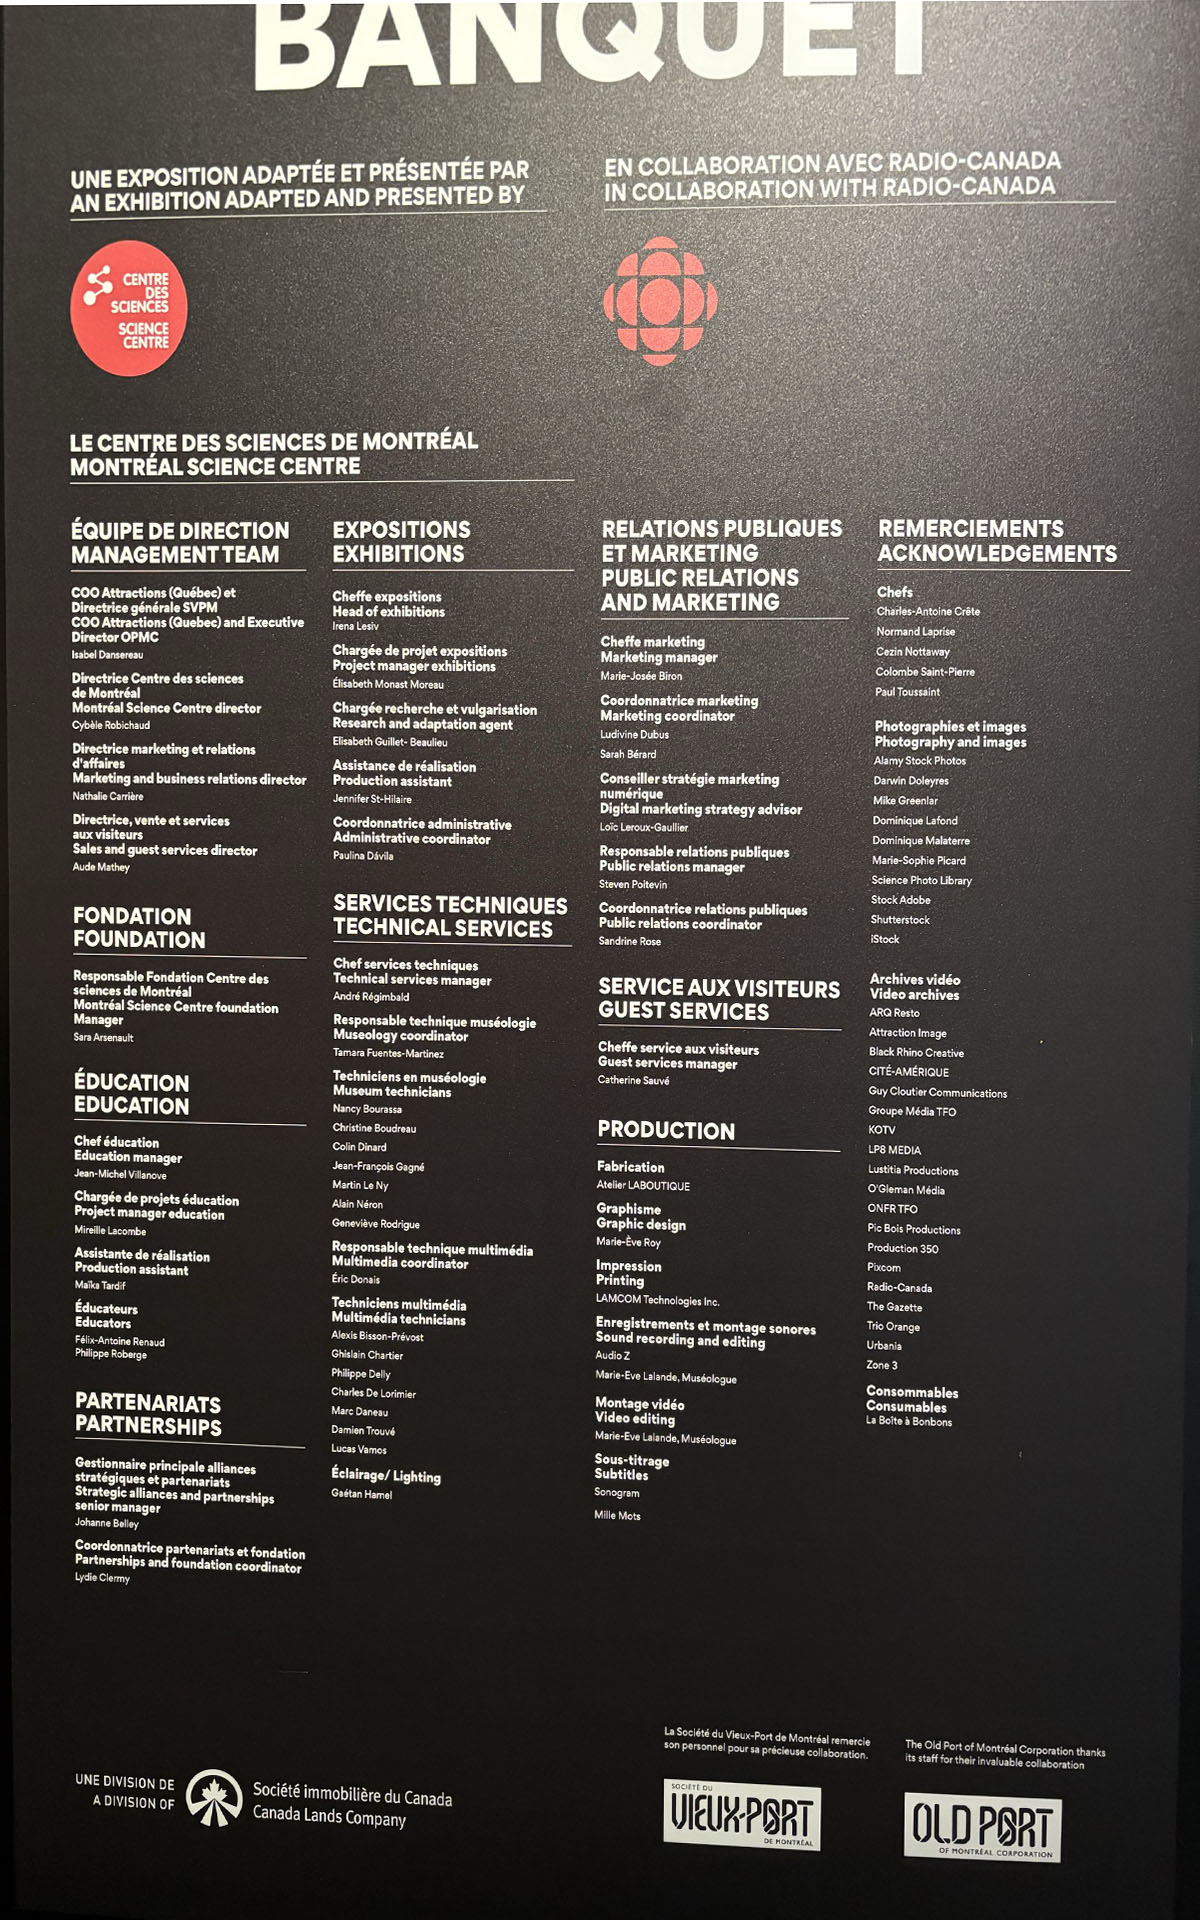 BANQUET
UNE EXPOSITION ADAPTÉE ET PRÉSENTÉE PAR
AN EXHIBITION ADAPTED AND PRESENTED BY
CENTRE
DES
SCIENCES
SCIENCE
CENTRE
EN COLLABORATION AVEC RADIO-CANADA
IN COLLABORATION WITH RADIO-CANADA
LE CENTRE DES SCIENCES DE MONTRÉAL
MONTRÉAL SCIENCE CENTRE
ÉQUIPE DE DIRECTION
MANAGEMENT TEAM
COO Attractions (Québec) et
Directrice générale SVPM
COO Attractions (Quebec) and Executive
Director OPMC
Isabel Dansereau
Directrice Centre des sciences
de Montréal
Montréal Science Centre director
Cybèle Robichaud
Directrice marketing et relations
d'affaires
Marketing and business relations director
Nathalie Carrière
Directrice, vente et services
aux visiteurs
Sales and guest services director
Aude Mathey
FONDATION
FOUNDATION
Responsable Fondation Centre des
sciences de Montréal
Montréal Science Centre foundation
Manager
Sara Arsenault
ÉDUCATION
EDUCATION
Chef éducation
Education manager
Jean-Michel Villanove
Chargée de projets éducation
Project manager education
Mireille Lacombe
Assistante de réalisation
Production assistant
Maïka Tardif
Éducateurs
Educators
Félix-Antoine Renaud
Philippe Roberge
PARTENARIATS
PARTNERSHIPS
Gestionnaire principale alliances
stratégiques et partenariats
Strategic alliances and partnerships
senior manager
Johanne Belley
Coordonnatrice partenariats et fondation
Partnerships and foundation coordinator
Lydie Clermy
EXPOSITIONS
EXHIBITIONS
Cheffe expositions
Head of exhibitions
Irena Lesiv
Chargée de projet expositions
Project manager exhibitions
Élisabeth Monast Moreau
Chargée recherche et vulgarisation
Research and adaptation agent
Elisabeth Guillet- Beaulieu
Assistance de réalisation
Production assistant
Jennifer St-Hilaire
Coordonnatrice administrative
Administrative coordinator
Paulina Dávila
SERVICES TECHNIQUES
TECHNICAL SERVICES
Chef services techniques
Technical services manager
André Régimbald
Responsable technique muséologie
Museology coordinator
Tamara Fuentes-Martinez
Techniciens en muséologie
Museum technicians
Nancy Bourassa
Christine Boudreau
Colin Dinard
Jean-François Gagné
Martin Le Ny
Alain Néron
Geneviève Rodrigue
Responsable technique multimédia
Multimedia coordinator
Éric Donais
Techniciens multimédia
Multimédia technicians
Alexis Bisson-Prévost
Ghislain Chartier
Philippe Delly
Charles De Lorimier
Marc Daneau
Damien Trouvé
Lucas Vamos
Éclairage/ Lighting
Gaétan Hamel
RELATIONS PUBLIQUES
ET MARKETING
PUBLIC RELATIONS
AND MARKETING
Cheffe marketing
Marketing manager
Marie-Josée Biron
Coordonnatrice marketing
Marketing coordinator
Ludivine Dubus
Sarah Bérard
Conseiller stratégie marketing
numérique
Digital marketing strategy advisor
Loïc Leroux-Gaullier
Responsable relations publiques
Public relations manager
Steven Poitevin
Coordonnatrice relations publiques
Public relations coordinator
Sandrine Rose
SERVICE AUX VISITEURS
GUEST SERVICES
Cheffe service aux visiteurs
Guest services manager
Catherine Sauvé
PRODUCTION
Fabrication
Atelier LABOUTIQUE
Graphisme
Graphic design
Marie-Ève Roy
Impression
Printing
LAMCOM Technologies Inc.
Enregistrements et montage sonores
Sound recording and editing
Audio Z
Marie-Eve Lalande, Muséologue
Montage vidéo
Video editing
Marie-Eve Lalande, Muséologue
Sous-titrage
Subtitles
Sonogram
Mille Mots
REMERCIEMENTS
ACKNOWLEDGEMENTS
Chefs
Charles-Antoine Crête
Normand Laprise
Cezin Nottaway
Colombe Saint-Pierre
Paul Toussaint
Photographies et images
Photography and images
Alamy Stock Photos
Darwin Doleyres
Mike Greenlar
Dominique Lafond
Dominique Malaterre
Marie-Sophie Picard
Science Photo Library
Stock Adobe
Shutterstock
iStock
Archives vidéo
Video archives
ARQ Resto
Attraction Image
Black Rhino Creative
CITÉ-AMÉRIQUE
Guy Cloutier Communications
Groupe Média TFO
KOTV
LP8 MEDIA
Lustitia Productions
O'Gleman Média
ONFR TFO
Pic Bois Productions
Production 350
Pixcom
Radio-Canada
The Gazette
Trio Orange
Urbania
Zone 3
Consommables
Consumables
La Boîte à Bonbons
UNE DIVISION DE
A DIVISION OF
Société immobilière du Canada
Canada Lands Company
La Société du Vieux-Port de Montréal remercie
son personnel pour sa précieuse collaboration.
SOCIÉTÉ DU
VIEUX-PORT
DE MONTRÉAL
The Old Port of Montréal Corporation thanks
its staff for their invaluable collaboration
OLD PORT
OF MONTRÉAL CORPORATION